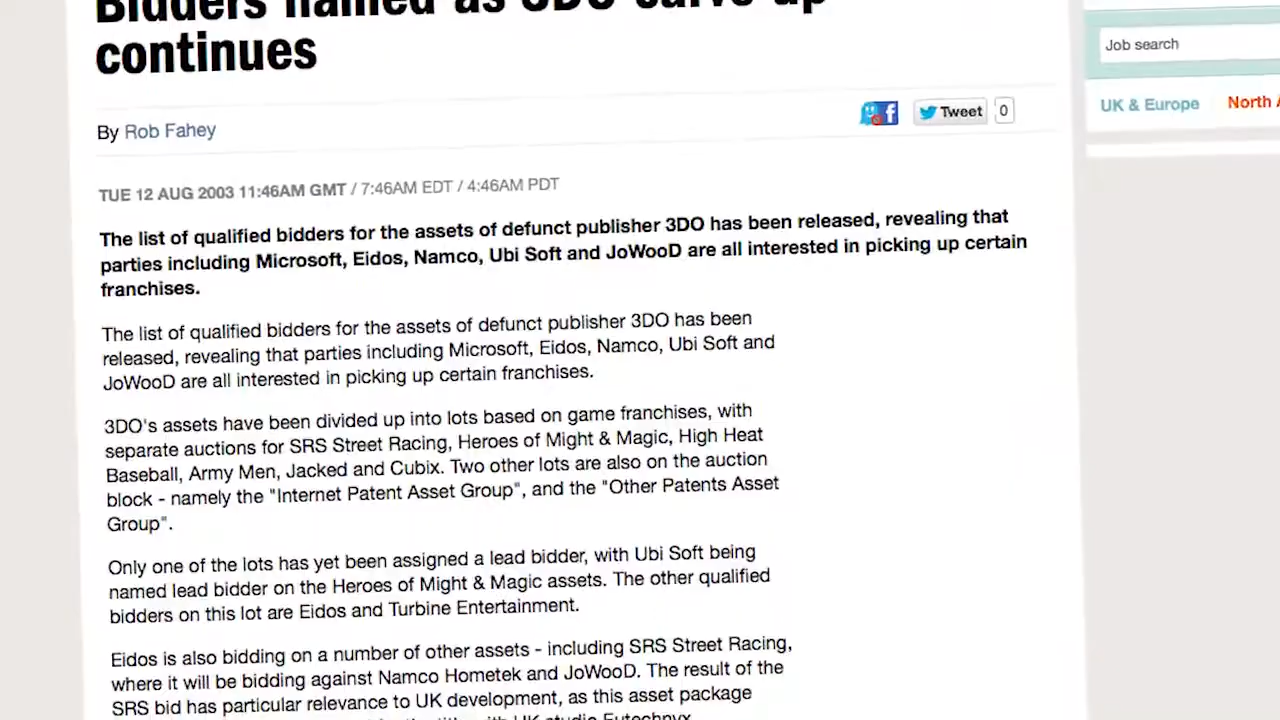 Bidders named as 3DO carve-up
continues
Job search
UK & Europe
North
By Rob Fahey
Tweet
0
TUE 12 AUG 2003 11:46AM GMT / 7:46AM EDT / 4:46AM PDT
The list of qualified bidders for the assets of defunct publisher 3DO has been released, revealing that
parties including Microsoft, Eidos, Namco, Ubi Soft and JoWooD are all interested in picking up certain
franchises.
The list of qualified bidders for the assets of defunct publisher 3DO has been
released, revealing that parties including Microsoft, Eidos, Namco, Ubi Soft and
JoWooD are all interested in picking up certain franchises.
3DO's assets have been divided up into lots based on game franchises, with
separate auctions for SRS Street Racing, Heroes of Might & Magic, High Heat
Baseball, Army Men, Jacked and Cubix. Two other lots are also on the auction
block - namely the "Internet Patent Asset Group", and the "Other Patents Asset
Group".
Only one of the lots has yet been assigned a lead bidder, with Ubi Soft being
named lead bidder on the Heroes of Might & Magic assets. The other qualified
bidders on this lot are Eidos and Turbine Entertainment.
Eidos is also bidding on a number of other assets - including SRS Street Racing,
where it will be bidding against Namco Hometek and JoWooD. The result of the
SRS bid has particular relevance to UK development, as this asset package
with UK studio Eutechnyx